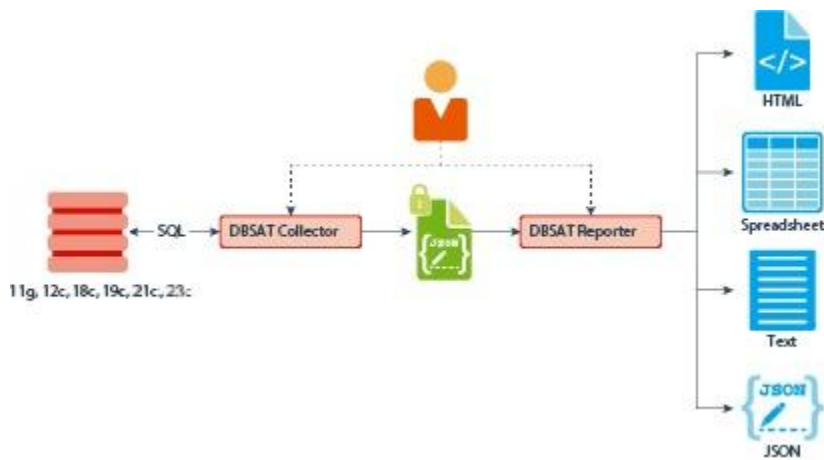 </>
HTML
Spreadsheet
SQL
DBSAT Collector
JSON
{ }
DBSAT Reporter
11g, 12c, 18c, 19c, 21c, 23c
Text
{JSON}
JSON